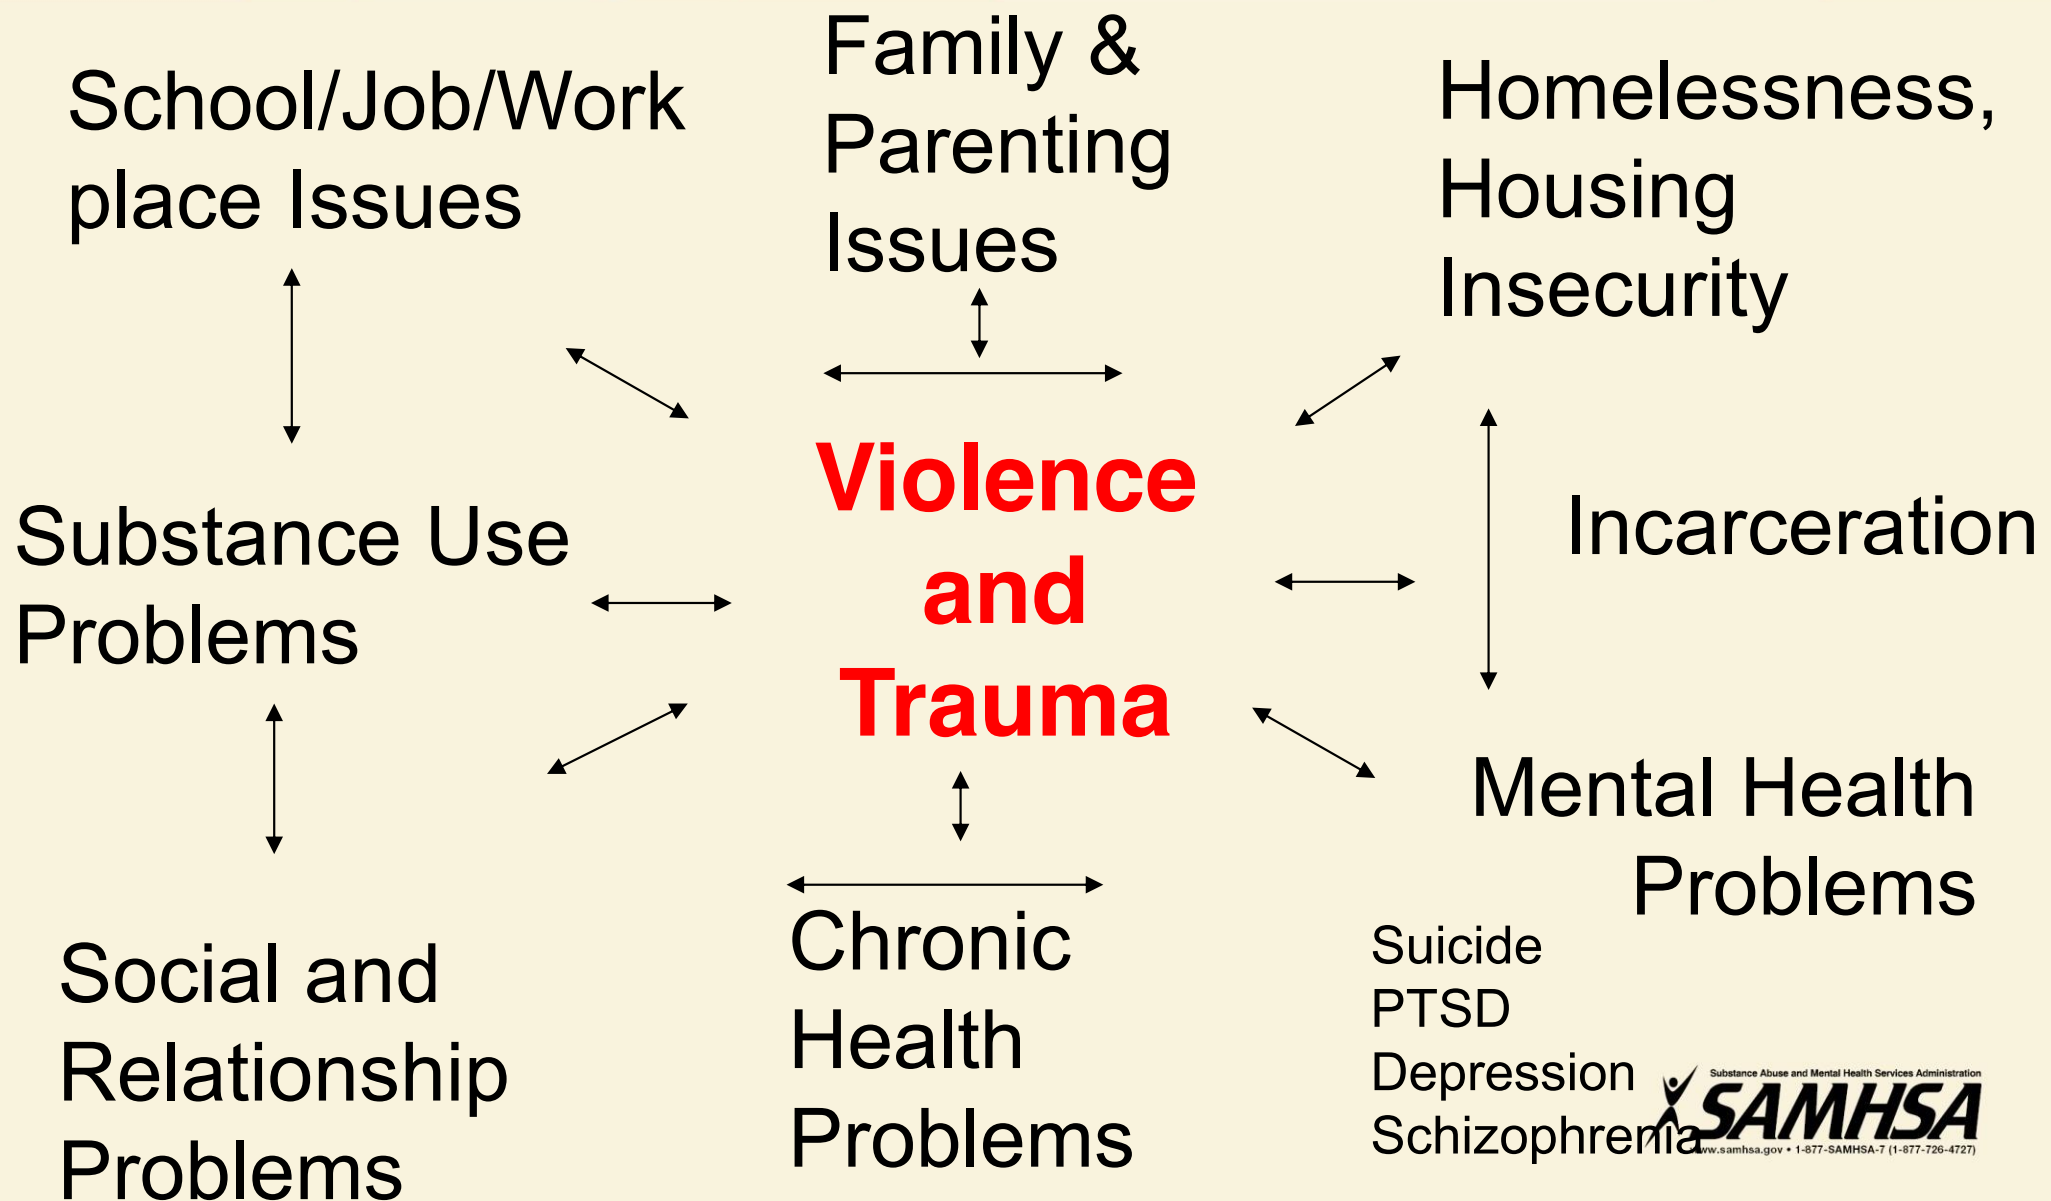 School/Job/Work
place Issues
Family &
Parenting
Issues
Homelessness,
Housing
Insecurity
Substance Use
Problems
Violence
and
Trauma
Incarceration
Mental Health
Problems
Suicide
PTSD
Depression
Schizophrenia
Social and
Relationship
Problems
Chronic
Health
Problems
Substance Abuse and Mental Health Services Administration
SAMHSA
www.samhsa.gov • 1-877-SAMHSA-7 (1-877-726-4727)